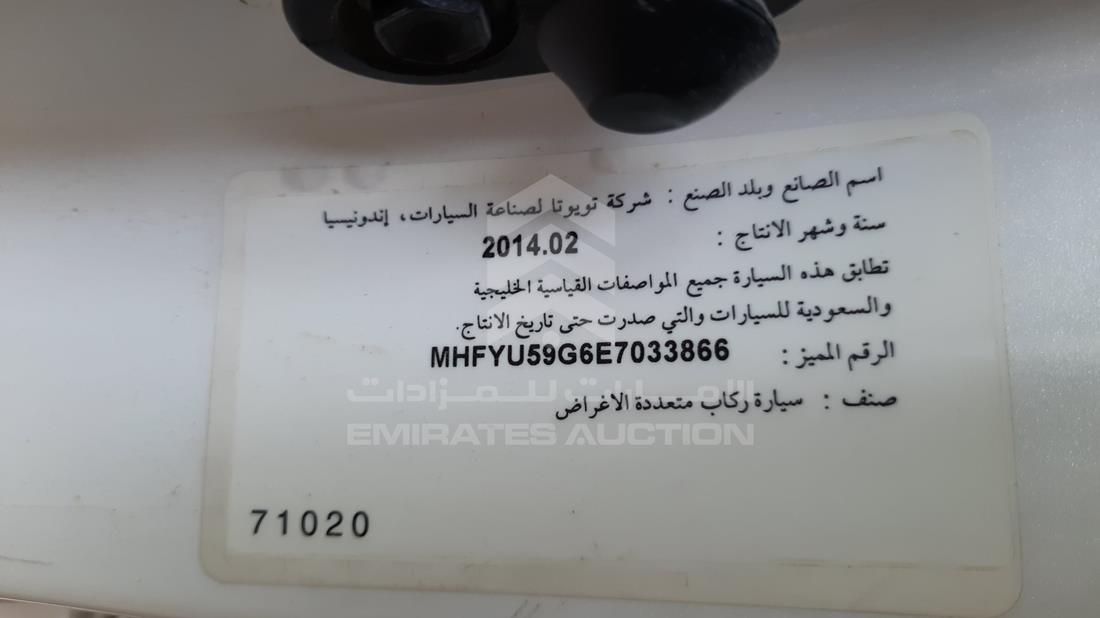 اسم الصانع وبلد الصنع : شركة تويوتا لصناعة السيارات، إندونيسيا
سنة وشهر الانتاج : 2014.02
تطابق هذه السيارة جميع المواصفات القياسية الخليجية
والسعودية للسيارات والتي صدرت حتى تاريخ الانتاج.
الرقم المميز : MHFYU59G6E7033866
صنف : سيارة ركاب متعددة الاغراض
الامارات للمزادات
EMIRATES AUCTION
71020